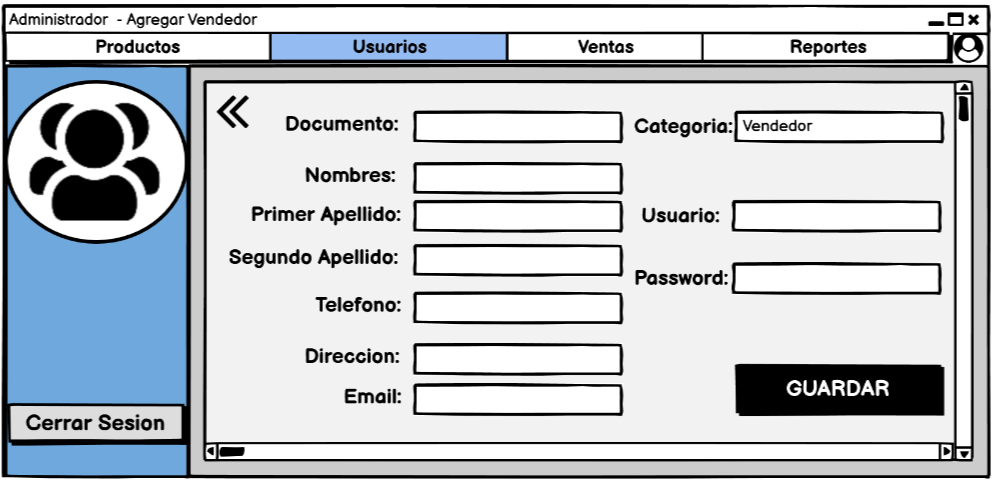 Administrador - Agregar Vendedor
Productos Usuarios Ventas Reportes
Documento: Categoria: Vendedor
Nombres:
Primer Apellido: Usuario:
Segundo Apellido:
Password:
Telefono:
Direccion:
Email:
GUARDAR
Cerrar Sesion